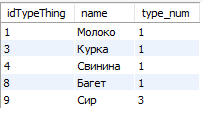 idTypeThing name type_num
1 Молоко 1
3 Курка 1
4 Свинина 1
8 Багет 1
9 Сир 3